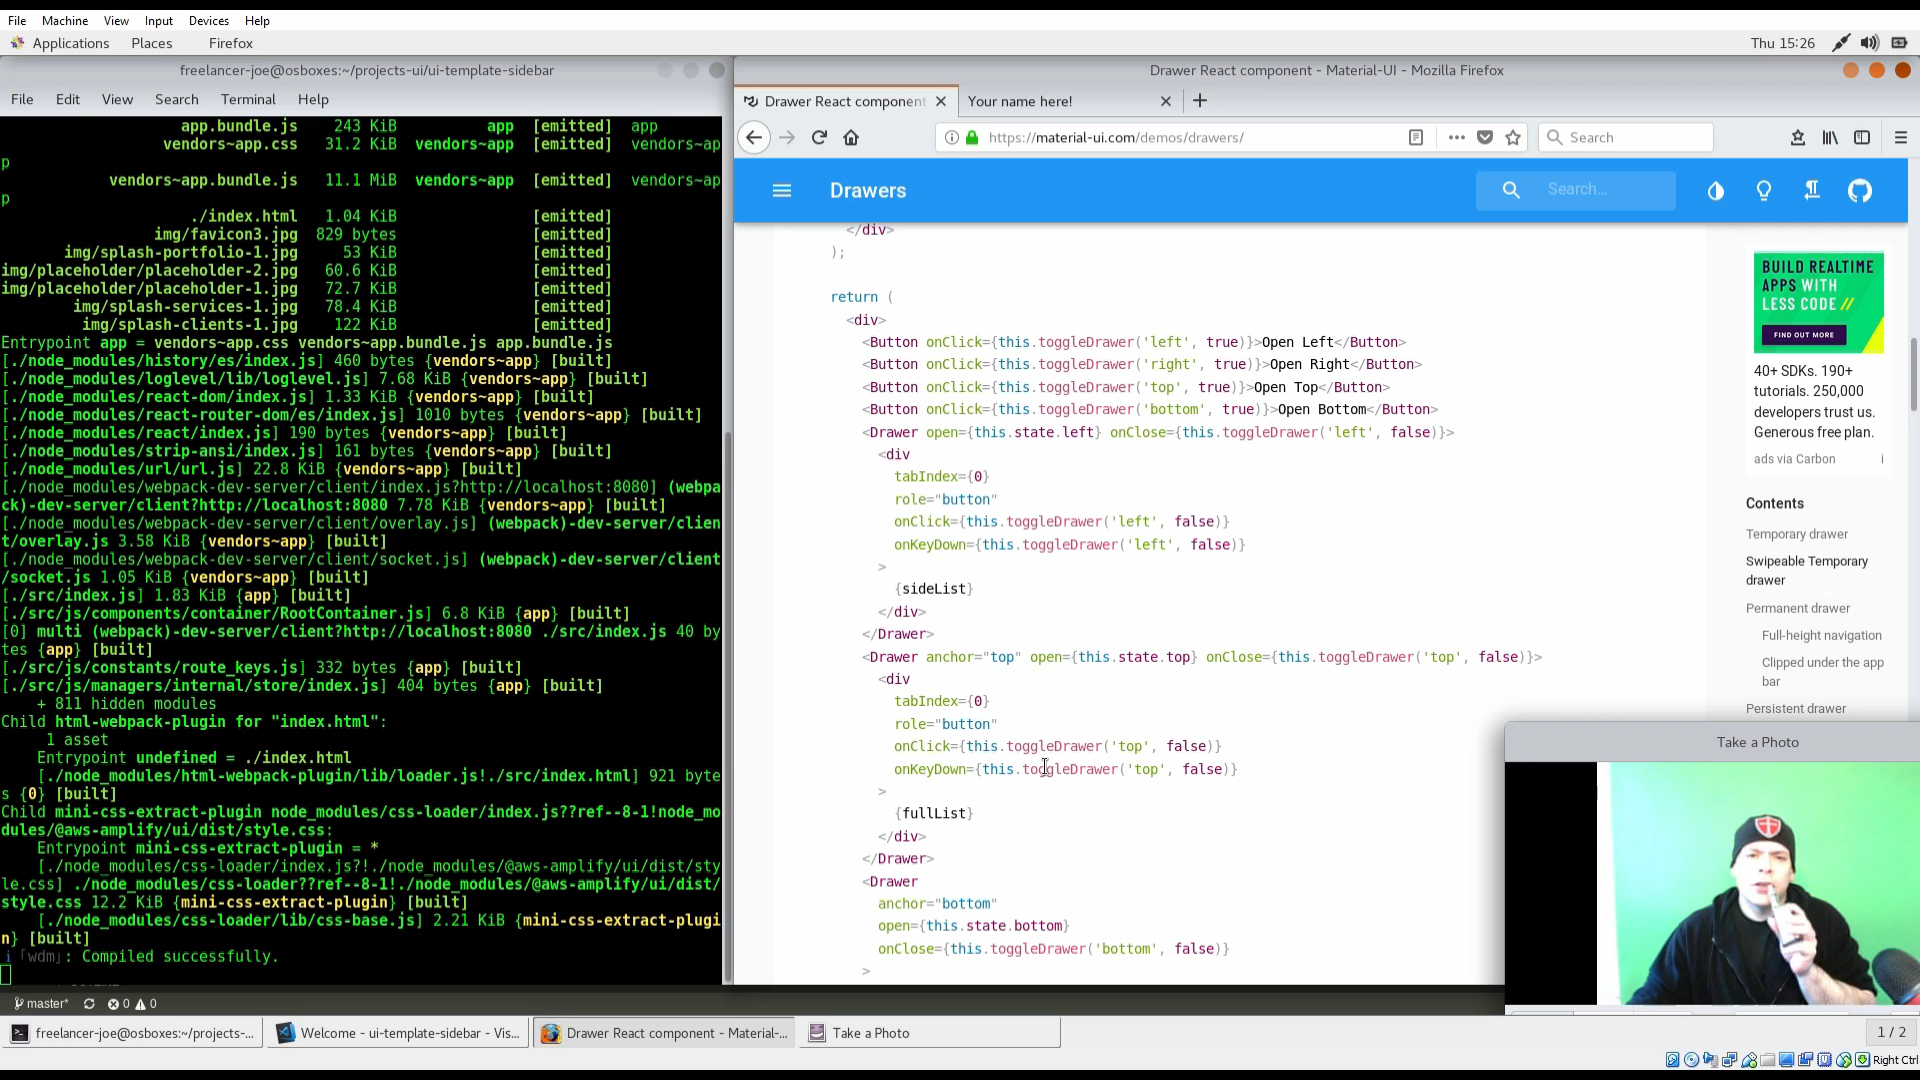 File Machine View Input Devices Help
Applications Places Firefox Thu 15:26
freelancer-joe@osboxes:~/projects-ui/ui-template-sidebar
File Edit View Search Terminal Help
app.bundle.js 243 KiB app [emitted] app
vendors~app.css 31.2 KiB vendors~app [emitted] vendors~ap
p
vendors~app.bundle.js 11.1 MiB vendors~app [emitted] vendors~ap
p
./index.html 1.04 KiB [emitted]
img/favicon3.jpg 829 bytes [emitted]
img/splash-portfolio-1.jpg 53 KiB [emitted]
img/placeholder/placeholder-2.jpg 60.6 KiB [emitted]
img/placeholder/placeholder-1.jpg 72.7 KiB [emitted]
img/splash-services-1.jpg 78.4 KiB [emitted]
img/splash-clients-1.jpg 122 KiB [emitted]
Entrypoint app = vendors~app.css vendors~app.bundle.js app.bundle.js
[./node_modules/history/es/index.js] 460 bytes {vendors~app} [built]
[./node_modules/loglevel/lib/loglevel.js] 7.68 KiB {vendors~app} [built]
[./node_modules/react-dom/index.js] 1.33 KiB {vendors~app} [built]
[./node_modules/react-router-dom/es/index.js] 1010 bytes {vendors~app} [built]
[./node_modules/react/index.js] 190 bytes {vendors~app} [built]
[./node_modules/strip-ansi/index.js] 161 bytes {vendors~app} [built]
[./node_modules/url/url.js] 22.8 KiB {vendors~app} [built]
[./node_modules/webpack-dev-server/client/index.js?http://localhost:8080] (webpa
ck)-dev-server/client?http://localhost:8080 7.78 KiB {vendors~app} [built]
[./node_modules/webpack-dev-server/client/overlay.js] (webpack)-dev-server/clien
t/overlay.js 3.58 KiB {vendors~app} [built]
[./node_modules/webpack-dev-server/client/socket.js] (webpack)-dev-server/client
/socket.js 1.05 KiB {vendors~app} [built]
[./src/index.js] 1.83 KiB {app} [built]
[./src/js/components/container/RootContainer.js] 6.8 KiB {app} [built]
[0] multi (webpack)-dev-server/client?http://localhost:8080 ./src/index.js 40 by
tes {app} [built]
[./src/js/constants/route_keys.js] 332 bytes {app} [built]
[./src/js/managers/internal/store/index.js] 404 bytes {app} [built]
+ 811 hidden modules
Child html-webpack-plugin for "index.html":
1 asset
Entrypoint undefined = ./index.html
[./node_modules/html-webpack-plugin/lib/loader.js!./src/index.html] 921 byte
s {0} [built]
Child mini-css-extract-plugin node_modules/css-loader/index.js??ref--8-1!node_mo
dules/@aws-amplify/ui/dist/style.css:
Entrypoint mini-css-extract-plugin = *
[./node_modules/css-loader/index.js?!./node_modules/@aws-amplify/ui/dist/sty
le.css] ./node_modules/css-loader??ref--8-1!./node_modules/@aws-amplify/ui/dist/
style.css 12.2 KiB {mini-css-extract-plugin} [built]
[./node_modules/css-loader/lib/css-base.js] 2.21 KiB {mini-css-extract-plugi
n} [built]
i ｢wdm｣: Compiled successfully.
master* 0 0
Drawer React component - Material-UI - Mozilla Firefox
Drawer React component Your name here!
https://material-ui.com/demos/drawers/ Search
Drawers Search...
</div>
);
return (
<div>
<Button onClick={this.toggleDrawer('left', true)}>Open Left</Button>
<Button onClick={this.toggleDrawer('right', true)}>Open Right</Button>
<Button onClick={this.toggleDrawer('top', true)}>Open Top</Button>
<Button onClick={this.toggleDrawer('bottom', true)}>Open Bottom</Button>
<Drawer open={this.state.left} onClose={this.toggleDrawer('left', false)}>
<div
tabIndex={0}
role="button"
onClick={this.toggleDrawer('left', false)}
onKeyDown={this.toggleDrawer('left', false)}
>
{sideList}
</div>
</Drawer>
<Drawer anchor="top" open={this.state.top} onClose={this.toggleDrawer('top', false)}>
<div
tabIndex={0}
role="button"
onClick={this.toggleDrawer('top', false)}
onKeyDown={this.toggleDrawer('top', false)}
>
{fullList}
</div>
</Drawer>
<Drawer
anchor="bottom"
open={this.state.bottom}
onClose={this.toggleDrawer('bottom', false)}
>
BUILD REALTIME
APPS WITH
LESS CODE //
FIND OUT MORE
40+ SDKs. 190+
tutorials. 250,000
developers trust us.
Generous free plan.
ads via Carbon
Contents
Temporary drawer
Swipeable Temporary
drawer
Permanent drawer
Full-height navigation
Clipped under the app
bar
Persistent drawer
Take a Photo
freelancer-joe@osboxes:~/projects-... Welcome - ui-template-sidebar - Vis... Drawer React component - Material-... Take a Photo 1 / 2
Right Ctrl